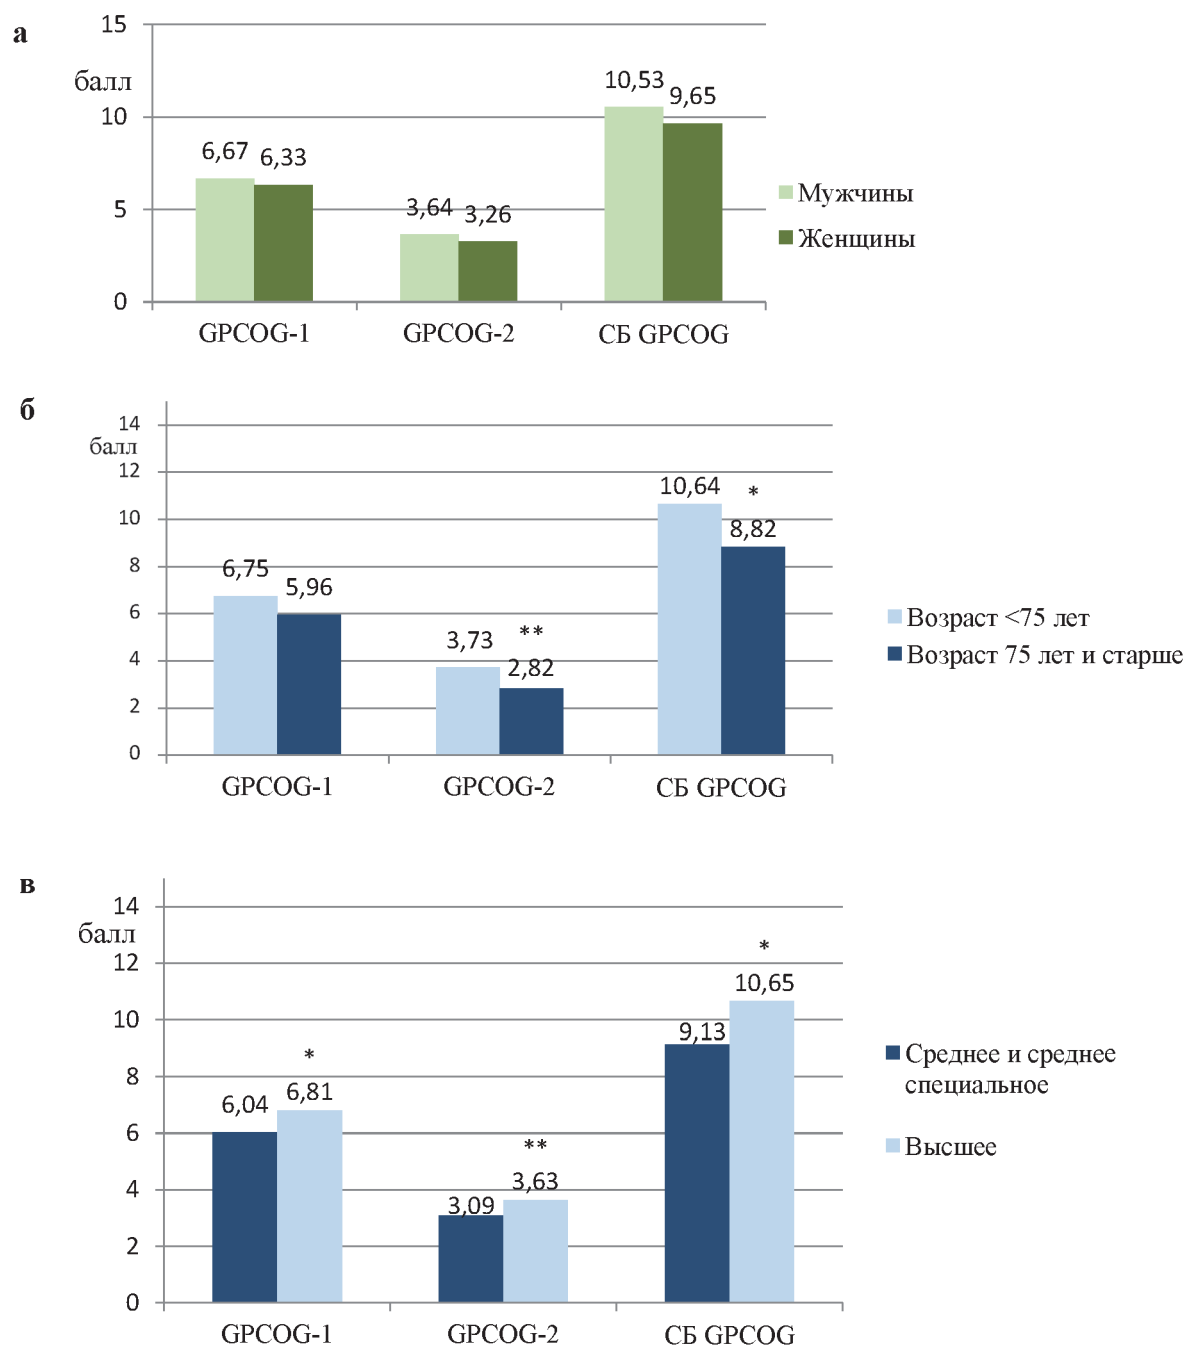 а
15
балл
10,53
9,65
10
6,67
6,33
Мужчины
5
3,64
3,26
Женщины
0
GPCOG-1
GPCOG-2
СБ GPCOG
б
14
балл
12
10,64
*
10
8,82
8
6,75
5,96
6
Возраст <75 лет
**
3,73
Возраст 75 лет и старше
4
2,82
2
0
GPCOG-1
GPCOG-2
СБ GPCOG
в
14
балл
*
12
10,65
10
9,13
*
Среднее и среднее
специальное
8
6,04
6,81
6
**
Высшее
4
3,09
3,63
2
0
GPCOG-1
GPCOG-2
СБ GPCOG